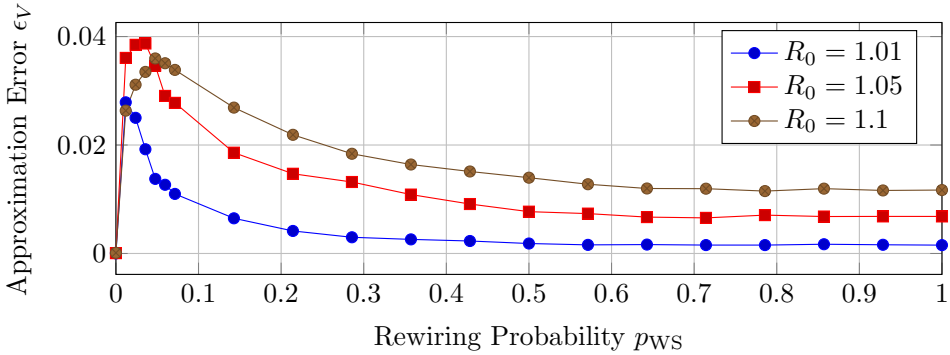 0.04
0.02
0
Approximation Error ϵ_V
R_0 = 1.01
R_0 = 1.05
R_0 = 1.1
0 0.1 0.2 0.3 0.4 0.5 0.6 0.7 0.8 0.9 1
Rewiring Probability p_WS